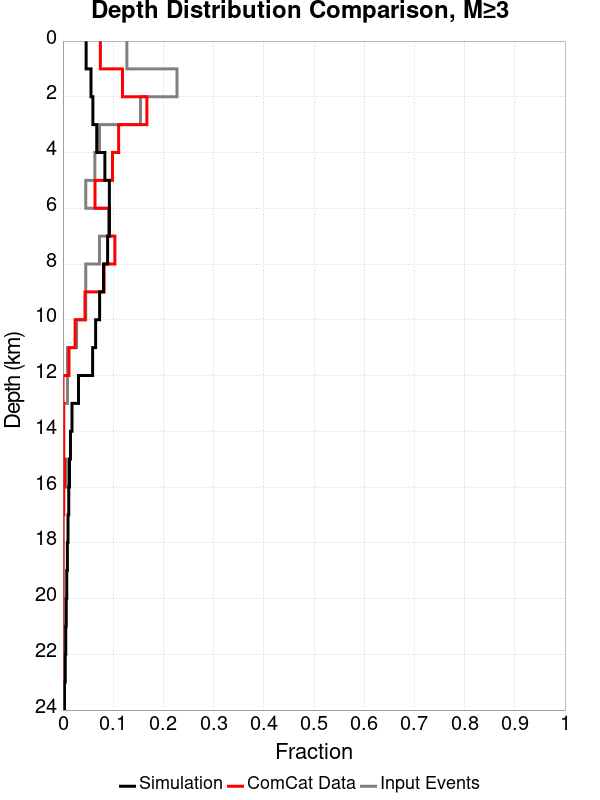 Depth Distribution Comparison, M≥3
0
2
4
6
8
10
12
14
16
18
20
22
24
Depth (km)
0 0.1 0.2 0.3 0.4 0.5 0.6 0.7 0.8 0.9 1
Fraction
Simulation ComCat Data Input Events